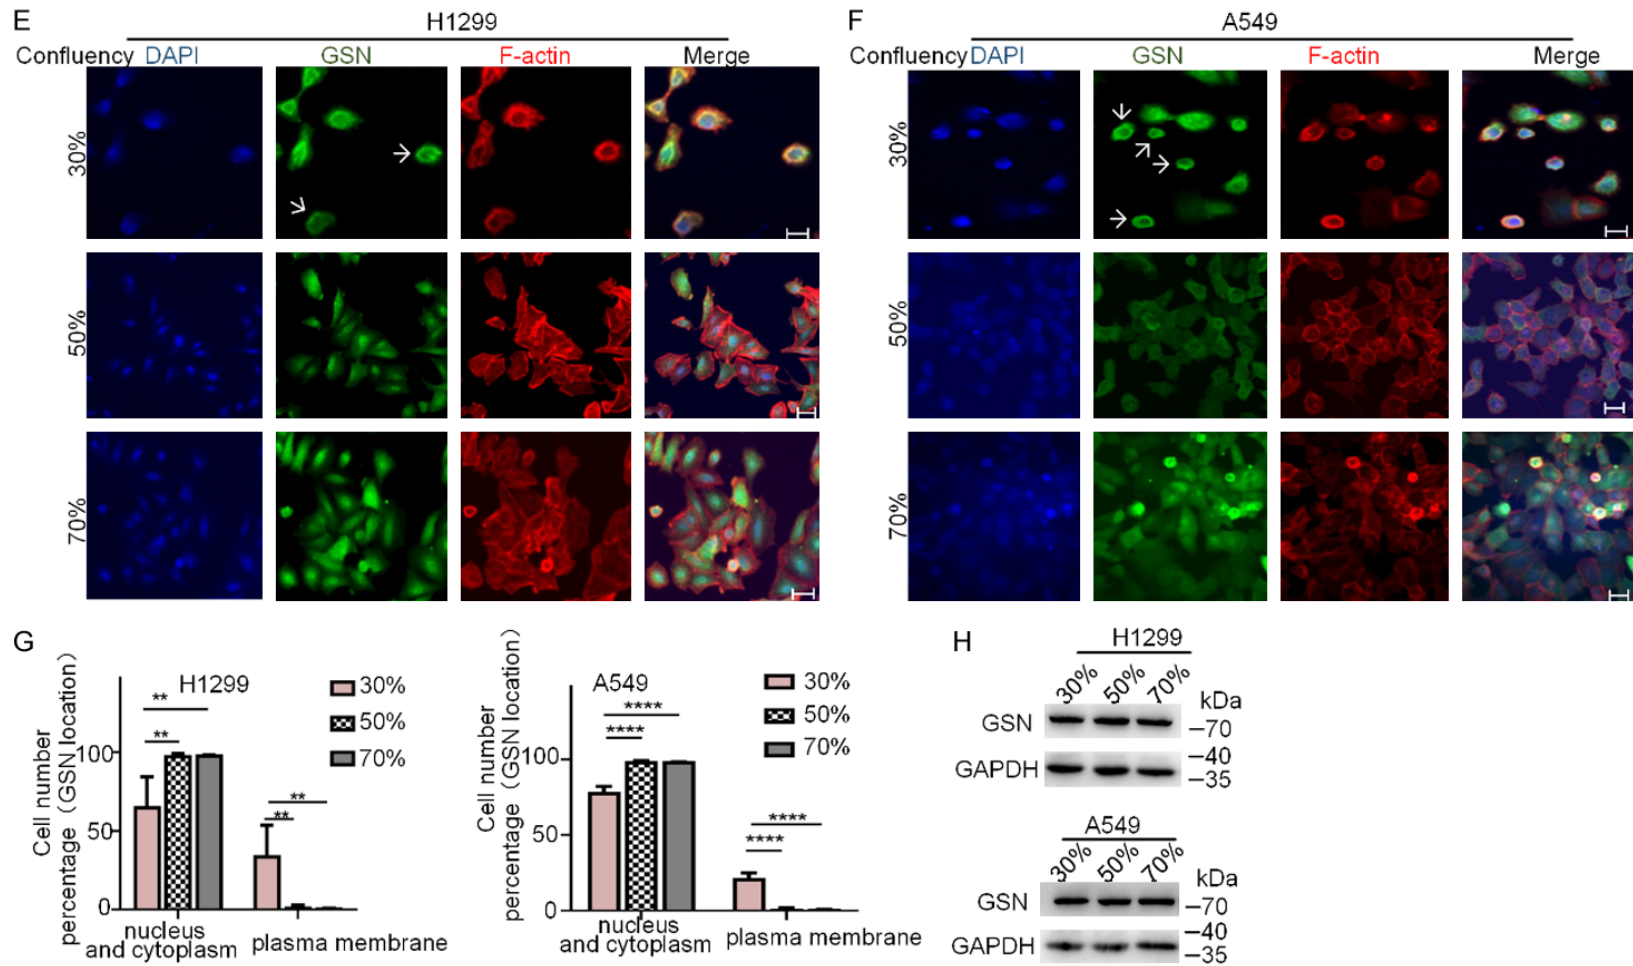 E
H1299
Confluency DAPI GSN F-actin Merge
30%
50%
70%
F
A549
Confluency DAPI GSN F-actin Merge
30%
50%
70%
G
Cell number
percentage (GSN location)
H1299
30%
50%
70%
100
50
0
**
**
**
**
nucleus
and cytoplasm
plasma membrane
Cell number
percentage (GSN location)
A549
30%
50%
70%
100
50
0
****
****
****
****
nucleus
and cytoplasm
plasma membrane
H
H1299
30% 50% 70%
kDa
GSN –70
–40
GAPDH –35
A549
30% 50% 70%
kDa
GSN –70
–40
GAPDH –35